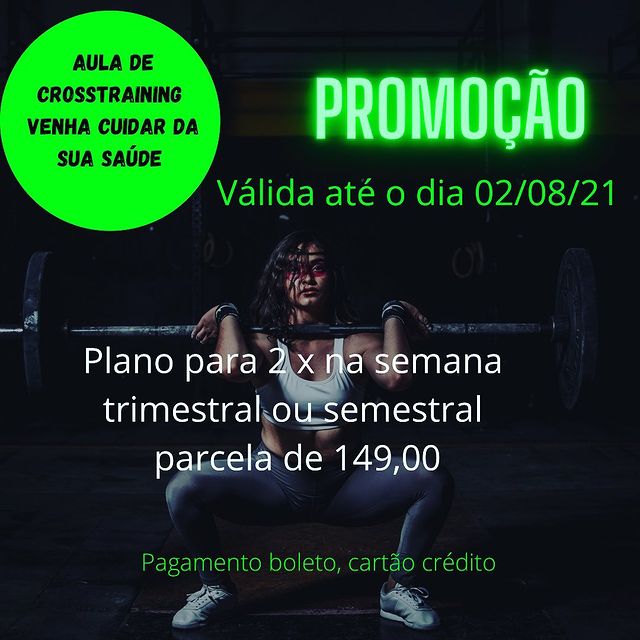 AULA DE
CROSSTRAINING
VENHA CUIDAR DA
SUA SAÚDE
PROMOÇÃO
Válida até o dia 02/08/21
Plano para 2 x na semana
trimestral ou semestral
parcela de 149,00
Pagamento boleto, cartão crédito